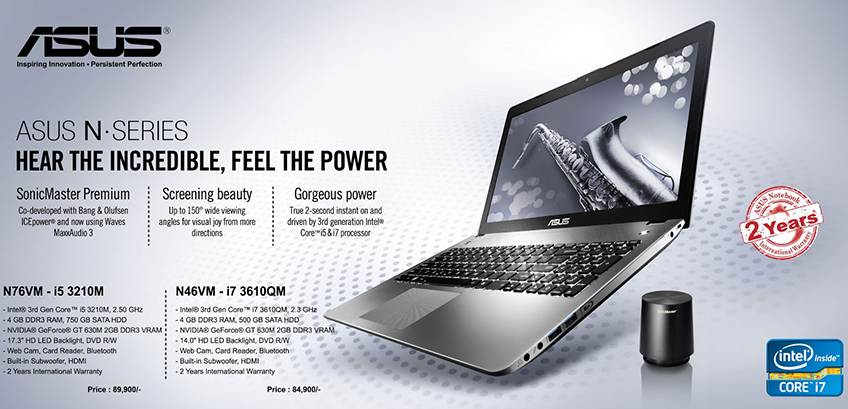 ASUS®
Inspiring Innovation • Persistent Perfection
ASUS N·SERIES
HEAR THE INCREDIBLE, FEEL THE POWER
SonicMaster Premium
Co-developed with Bang & Olufsen
ICEpower® and now using Waves
MaxxAudio 3
Screening beauty
Up to 150° wide viewing
angles for visual joy from more
directions
Gorgeous power
True 2-second instant on and
driven by 3rd generation Intel®
Core™i5&i7 processor
N76VM - i5 3210M
- Intel® 3rd Gen Core™ i5 3210M, 2.50 GHz
- 4 GB DDR3 RAM, 750 GB SATA HDD
- NVIDIA® GeForce® GT 630M 2GB DDR3 VRAM
- 17.3" HD LED Backlight, DVD R/W
- Web Cam, Card Reader, Bluetooth
- Built-in Subwoofer, HDMI
- 2 Years International Warranty
Price : 89,900/-
N46VM - i7 3610QM
- Intel® 3rd Gen Core™ i7 3610QM, 2.3 GHz
- 4 GB DDR3 RAM, 500 GB SATA HDD
- NVIDIA® GeForce® GT 630M 2GB DDR3 VRAM
- 14.0" HD LED Backlight, DVD R/W
- Web Cam, Card Reader, Bluetooth
- Built-in Subwoofer, HDMI
- 2 Years International Warranty
Price : 84,900/-
ASUS
ASUS Notebook
2 Years
International Warranty
SonicMaster
intel inside™
CORE™ i7